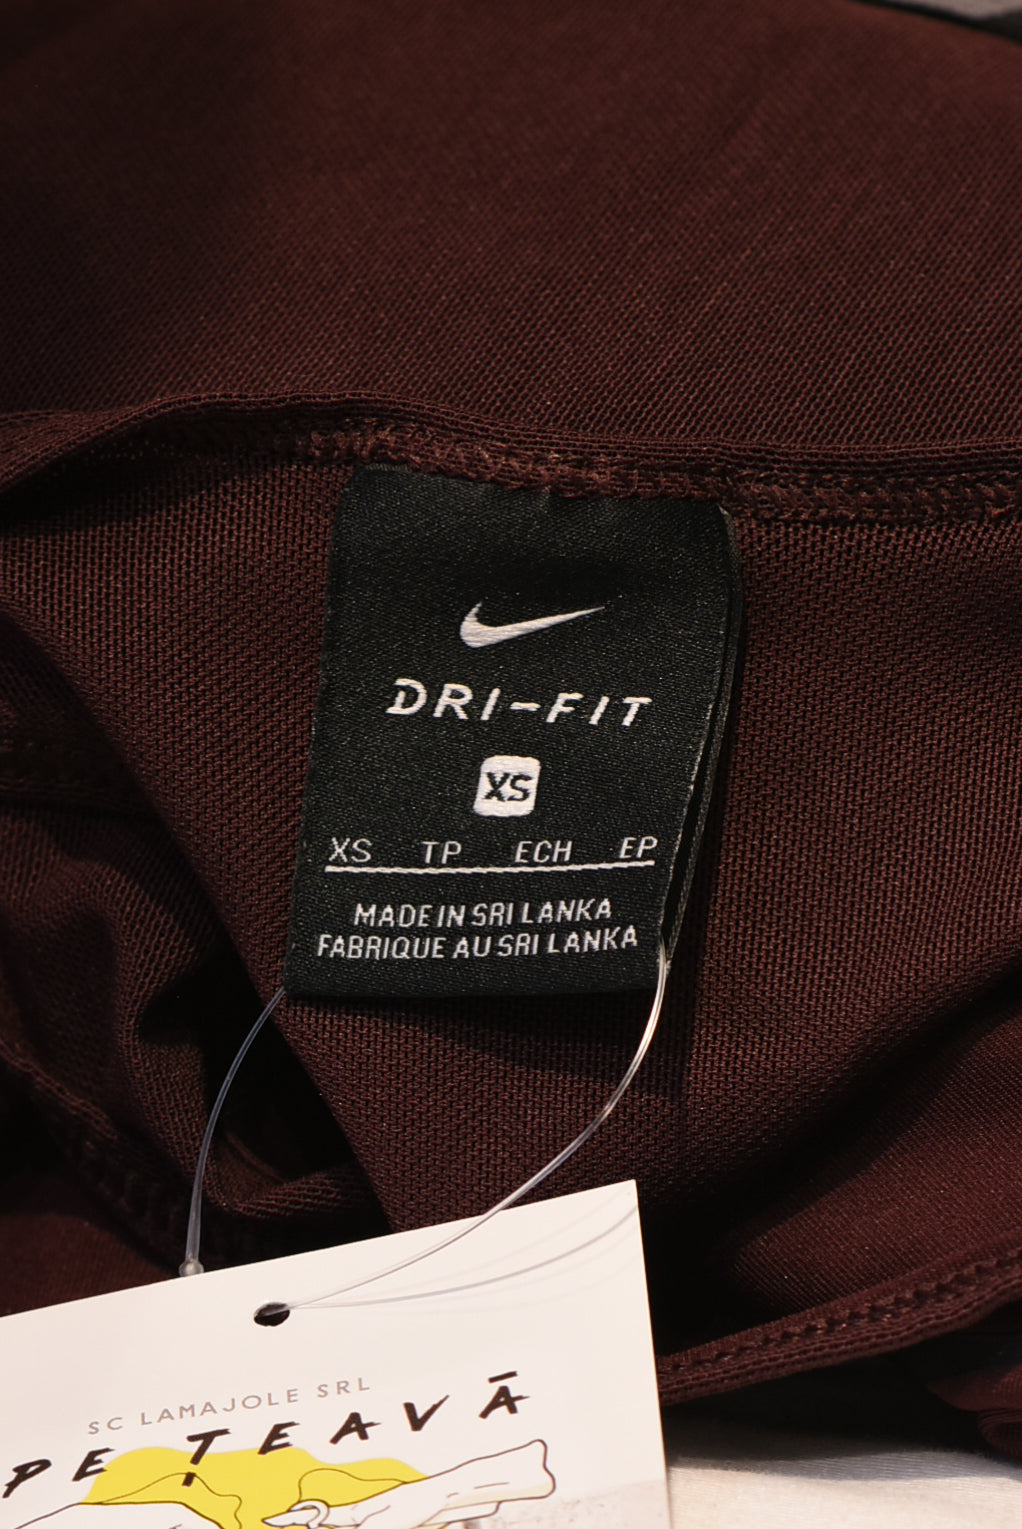 DRI-FIT
XS
XS TP ECH EP
MADE IN SRI LANKA
FABRIQUE AU SRI LANKA
SC LAMAJOLE SRL
PE ȚEAVĀ